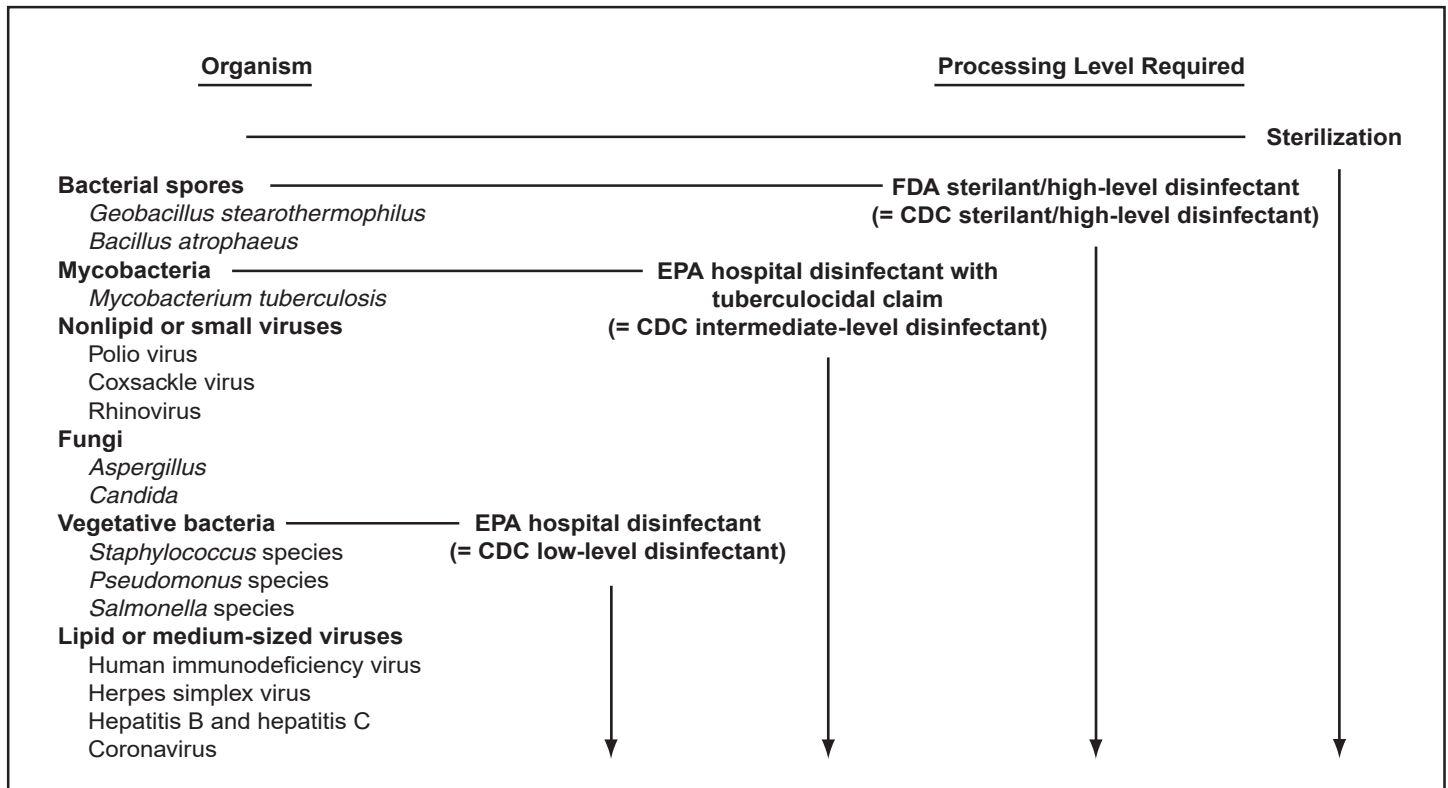 Organism Processing Level Required
Sterilization
Bacterial spores FDA sterilant/high-level disinfectant
Geobacillus stearothermophilus (= CDC sterilant/high-level disinfectant)
Bacillus atrophaeus
Mycobacteria EPA hospital disinfectant with
Mycobacterium tuberculosis tuberculocidal claim
Nonlipid or small viruses (= CDC intermediate-level disinfectant)
Polio virus
Coxsackle virus
Rhinovirus
Fungi
Aspergillus
Candida
Vegetative bacteria EPA hospital disinfectant
Staphylococcus species (= CDC low-level disinfectant)
Pseudomonus species
Salmonella species
Lipid or medium-sized viruses
Human immunodeficiency virus
Herpes simplex virus
Hepatitis B and hepatitis C
Coronavirus